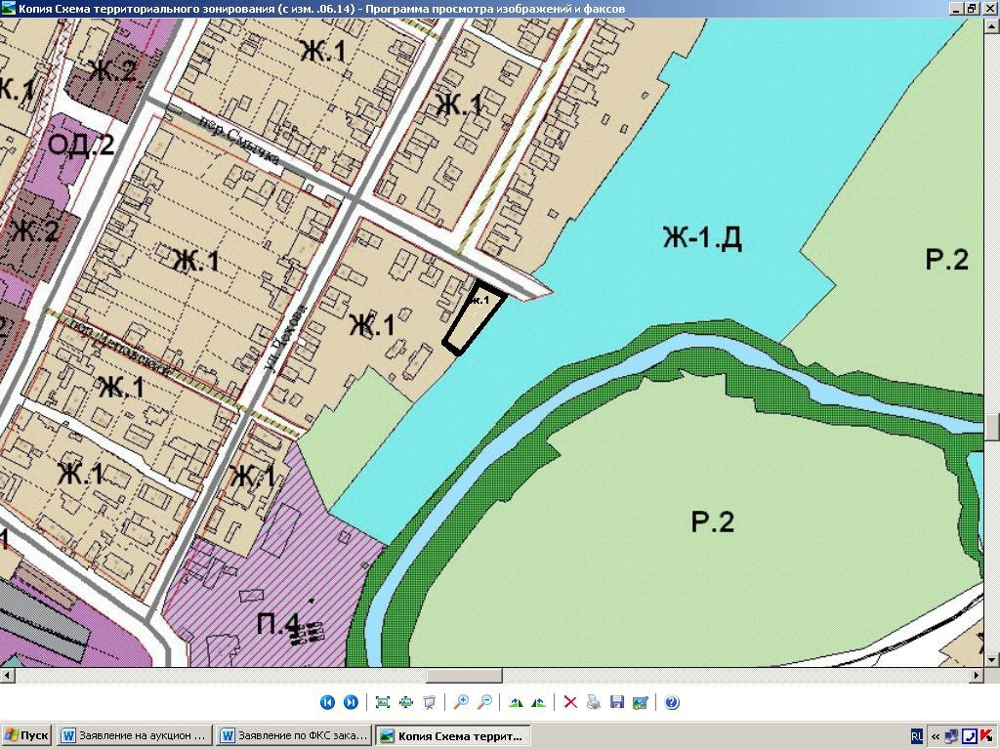 Копия Схема территориального зонирования (с изм. .06.14) - Программа просмотра изображений и факсов
Ж.1
Ж.2
Ж.1
Ж.1
ОД.2
пер Смычка
Ж.2
Ж.1
Ж-1.Д
Р.2
ж.1
Ж.1
ул. Чехова
Ж.1
Ж.1
Ж.1
Р.2
П.4
Пуск
Заявление на аукцион ...
Заявление по ФКС зака...
Копия Схема террит...
RL